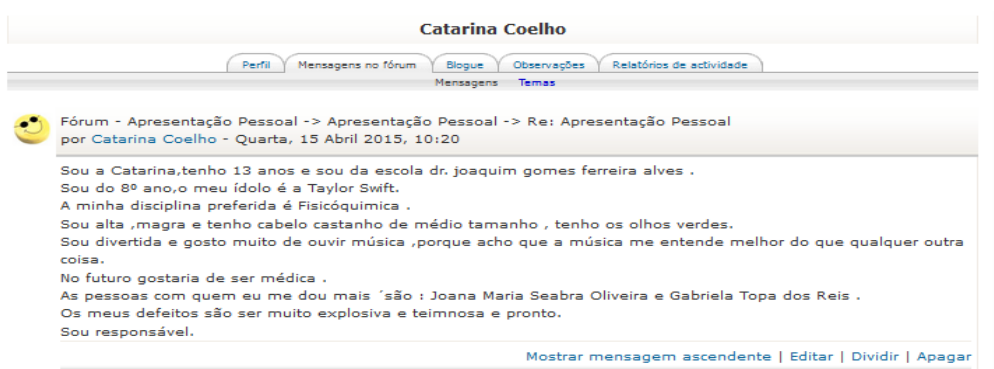 Catarina Coelho
Perfil Mensagens no fórum Blogue Observações Relatórios de actividade
Mensagens Temas
Fórum - Apresentação Pessoal -> Apresentação Pessoal -> Re: Apresentação Pessoal
por Catarina Coelho - Quarta, 15 Abril 2015, 10:20
Sou a Catarina,tenho 13 anos e sou da escola dr. joaquim gomes ferreira alves .
Sou do 8º ano,o meu ídolo é a Taylor Swift.
A minha disciplina preferida é Fisicóquimica .
Sou alta ,magra e tenho cabelo castanho de médio tamanho , tenho os olhos verdes.
Sou divertida e gosto muito de ouvir música ,porque acho que a música me entende melhor do que qualquer outra
coisa.
No futuro gostaria de ser médica .
As pessoas com quem eu me dou mais ´são : Joana Maria Seabra Oliveira e Gabriela Topa dos Reis .
Os meus defeitos são ser muito explosiva e teimnosa e pronto.
Sou responsável.
Mostrar mensagem ascendente | Editar | Dividir | Apagar